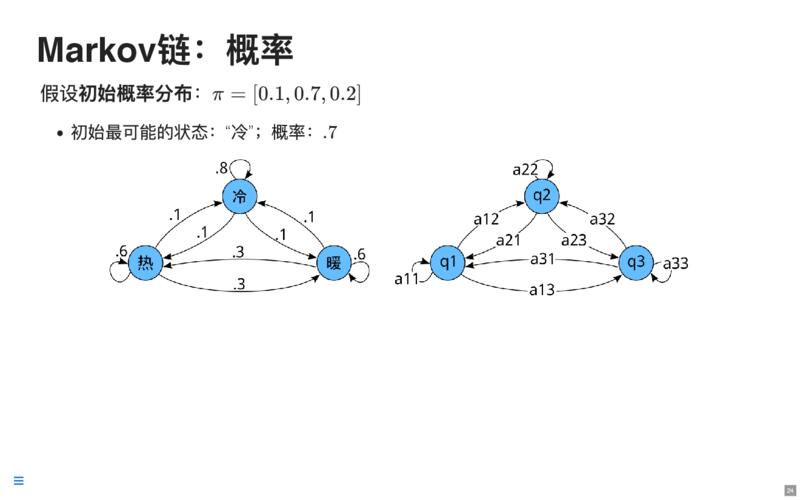 Markov链：概率
假设初始概率分布：π = [0.1, 0.7, 0.2]
• 初始最可能的状态：“冷”；概率：.7
.8
冷
.1
.1
.1
.1
.6
热
.3
暖
.6
.3
a22
q2
a12
a32
a21
a23
q1
a31
q3
a33
a11
a13
24